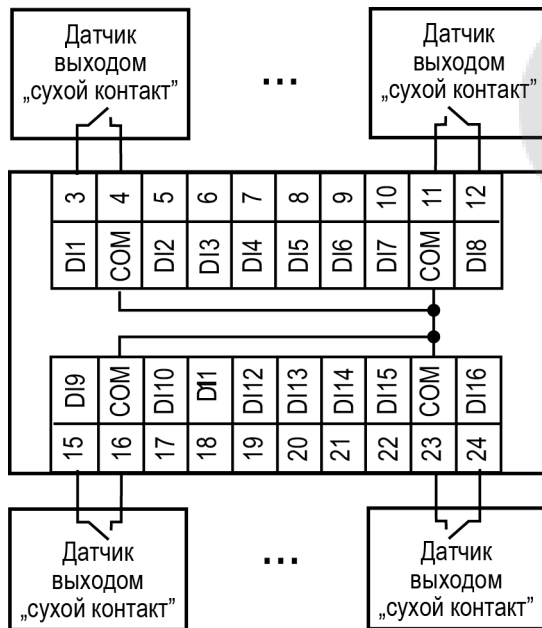 Датчик
выходом
„сухой контакт”
...
Датчик
выходом
„сухой контакт”
3 4 5 6 7 8 9 10 11 12
DI1 COM DI2 DI3 DI4 DI5 DI6 DI7 COM DI8
DI9 COM DI10 DI11 DI12 DI13 DI14 DI15 COM DI16
15 16 17 18 19 20 21 22 23 24
Датчик
выходом
„сухой контакт”
...
Датчик
выходом
„сухой контакт”